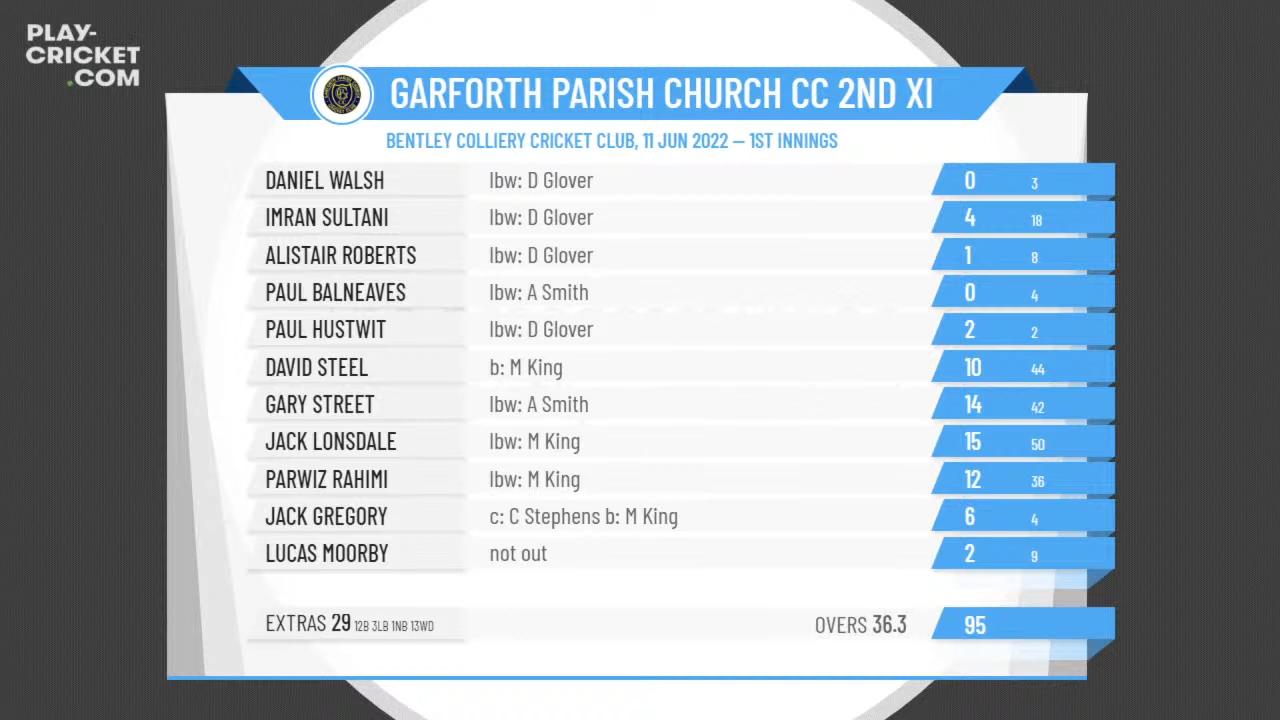 PLAY-
CRICKET
.COM
GARFORTH PARISH CHURCH CC 2ND XI
BENTLEY COLLIERY CRICKET CLUB, 11 JUN 2022 – 1ST INNINGS
DANIEL WALSH lbw: D Glover 0 3
IMRAN SULTANI lbw: D Glover 4 18
ALISTAIR ROBERTS lbw: D Glover 1 8
PAUL BALNEAVES lbw: A Smith 0 4
PAUL HUSTWIT lbw: D Glover 2 2
DAVID STEEL b: M King 10 44
GARY STREET lbw: A Smith 14 42
JACK LONSDALE lbw: M King 15 50
PARWIZ RAHIMI lbw: M King 12 36
JACK GREGORY c: C Stephens b: M King 6 4
LUCAS MOORBY not out 2 9
EXTRAS 29 12B 3LB 1NB 13WD OVERS 36.3 95